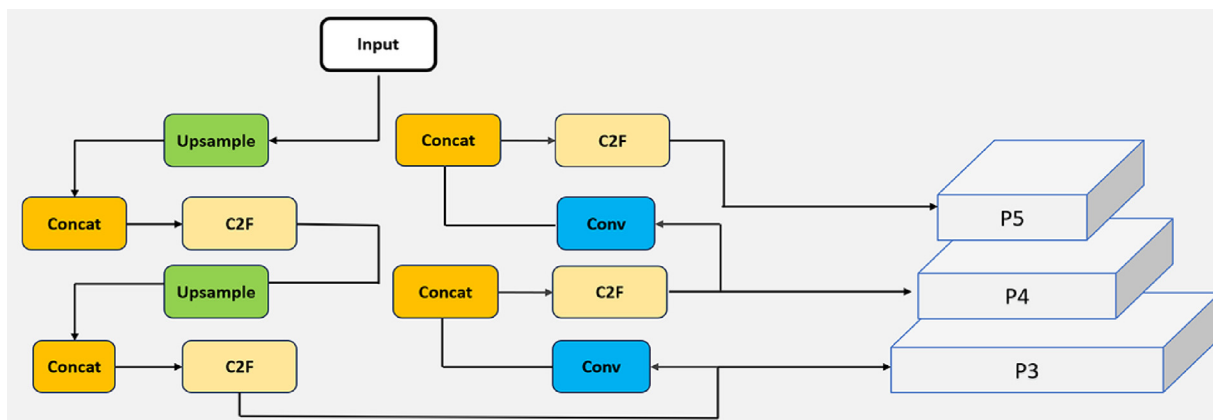 Input
Upsample
Concat
C2F
Concat
C2F
P5
Conv
Upsample
Concat
C2F
P4
Concat
C2F
Conv
P3